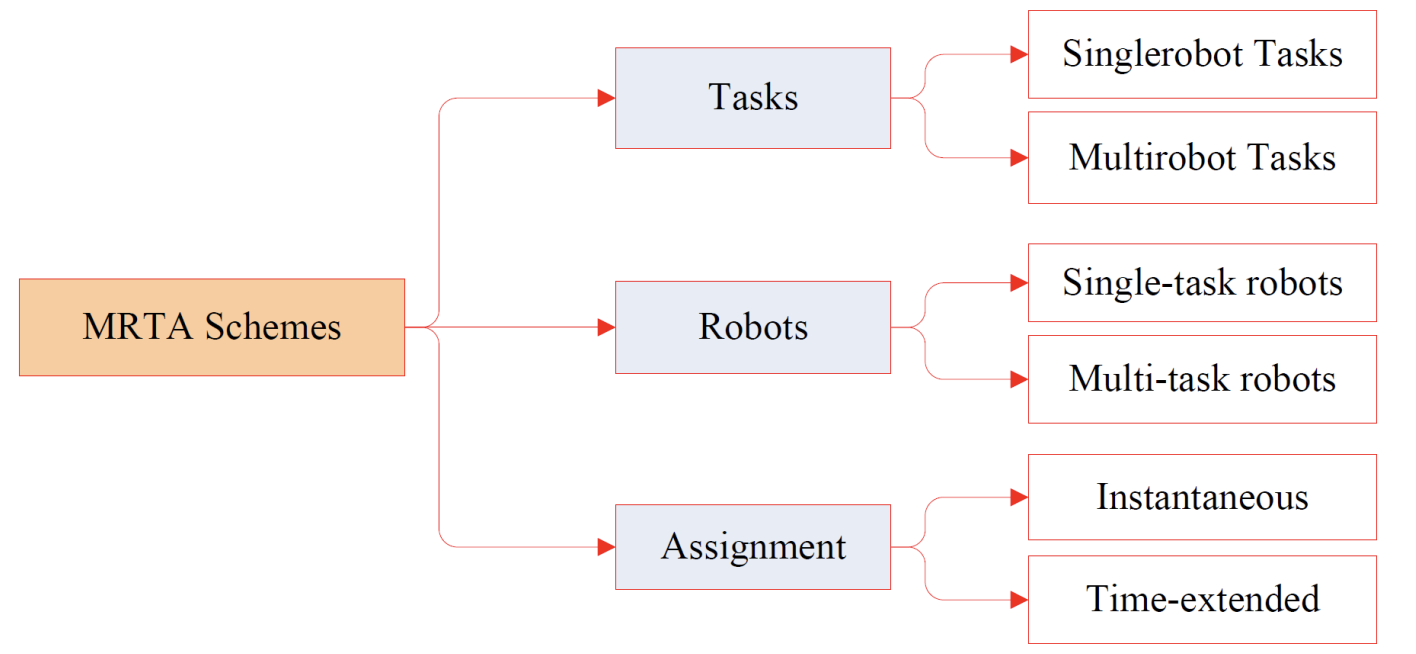 MRTA Schemes
Tasks
Singlerobot Tasks
Multirobot Tasks
Robots
Single-task robots
Multi-task robots
Assignment
Instantaneous
Time-extended